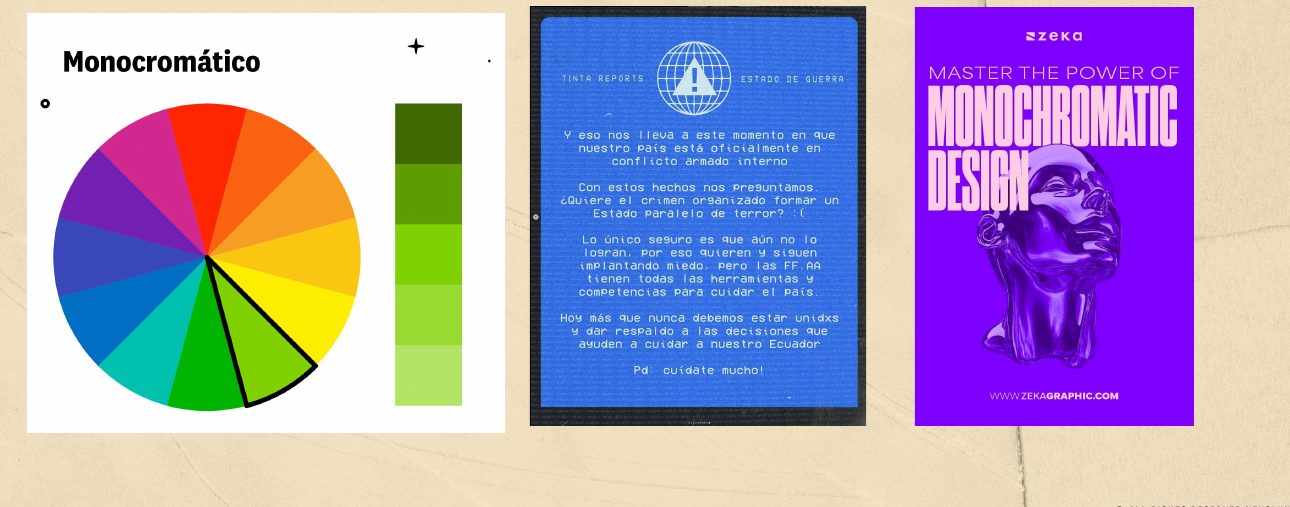 Monocromático
TINTA REPORTS
ESTADO DE GUERRA
Y eso nos lleva a este momento en que
nuestro país está oficialmente en
conflicto armado interno
Con estos hechos nos preguntamos.
¿Quiere el crimen organizado formar un
Estado paralelo de terror? :(
Lo único seguro es que aún no lo
logran, por eso quieren y siguen
implantando miedo, pero las FF.AA
tienen todas las herramientas y
competencias para cuidar el país.
Hoy más que nunca debemos estar unidxs
y dar respaldo a las decisiones que
ayuden a cuidar a nuestro Ecuador
Pd: cuídate mucho!
zeka
MASTER THE POWER OF
MONOCHROMATIC
DESIGN
WWW.ZEKAGRAPHIC.COM